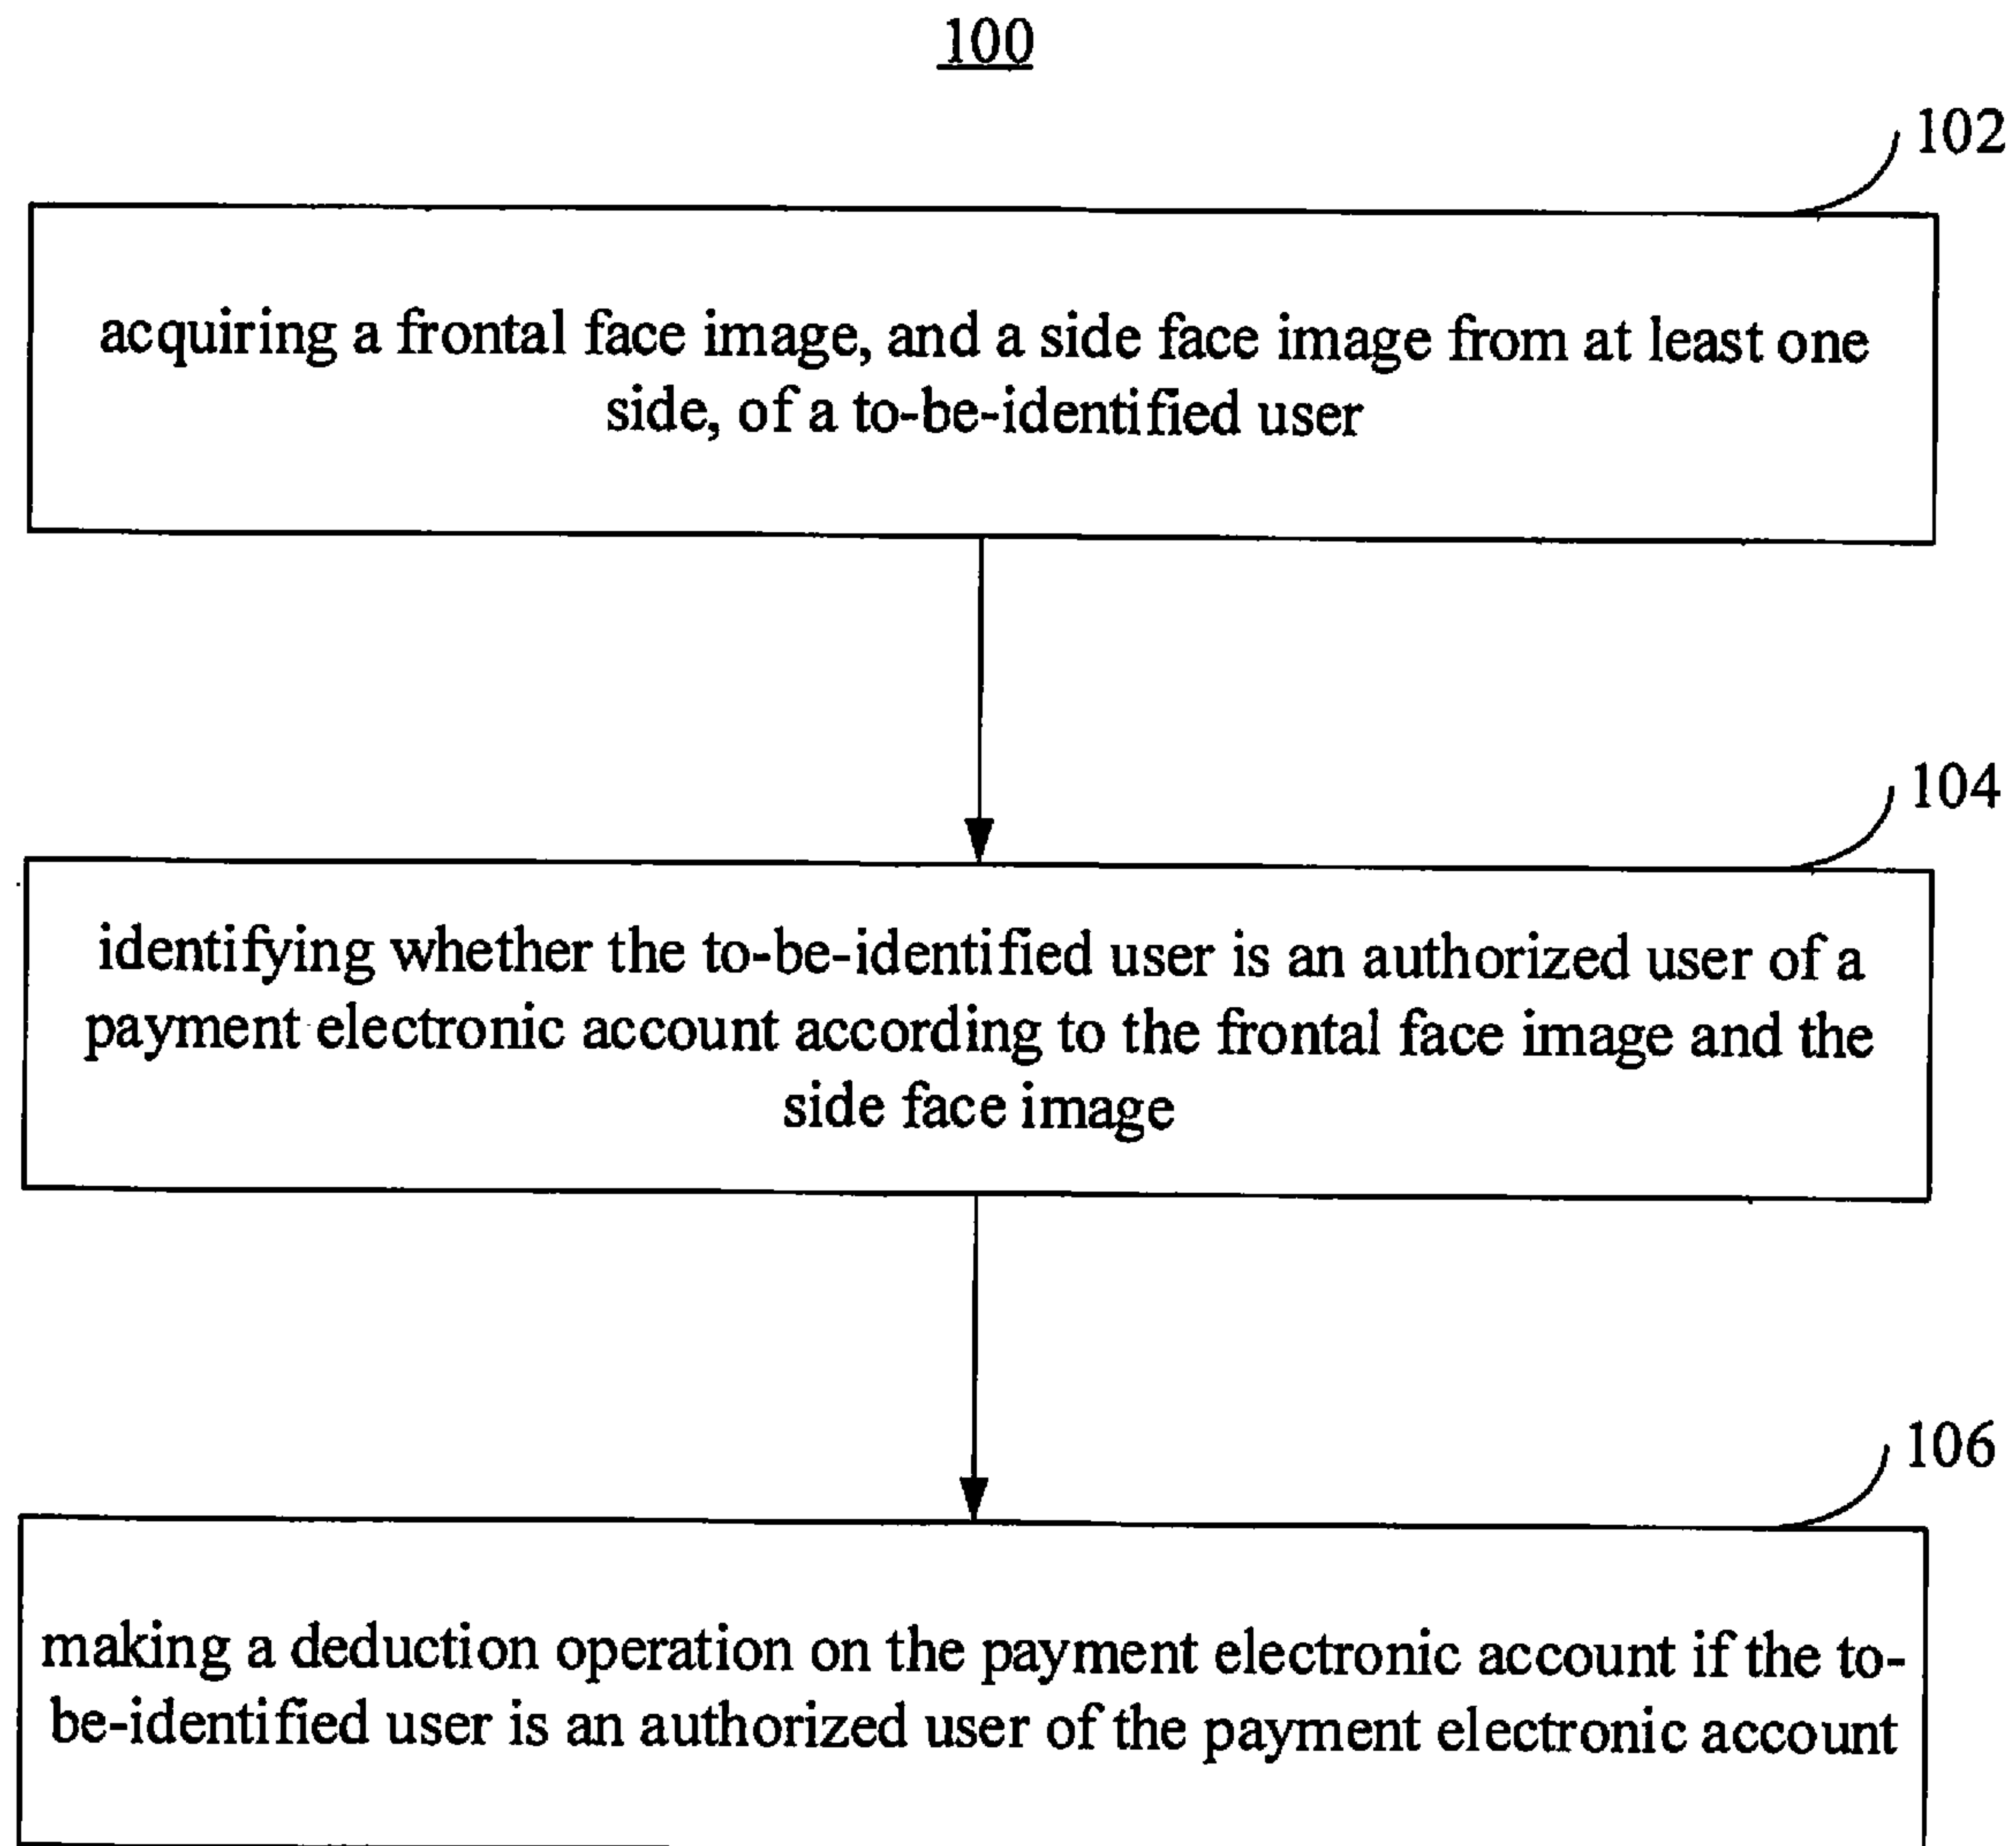 100
102
acquiring a frontal face image, and a side face image from at least one
side, of a to-be-identified user
104
identifying whether the to-be-identified user is an authorized user of a
payment electronic account according to the frontal face image and the
side face image
106
making a deduction operation on the payment electronic account if the to-
be-identified user is an authorized user of the payment electronic account